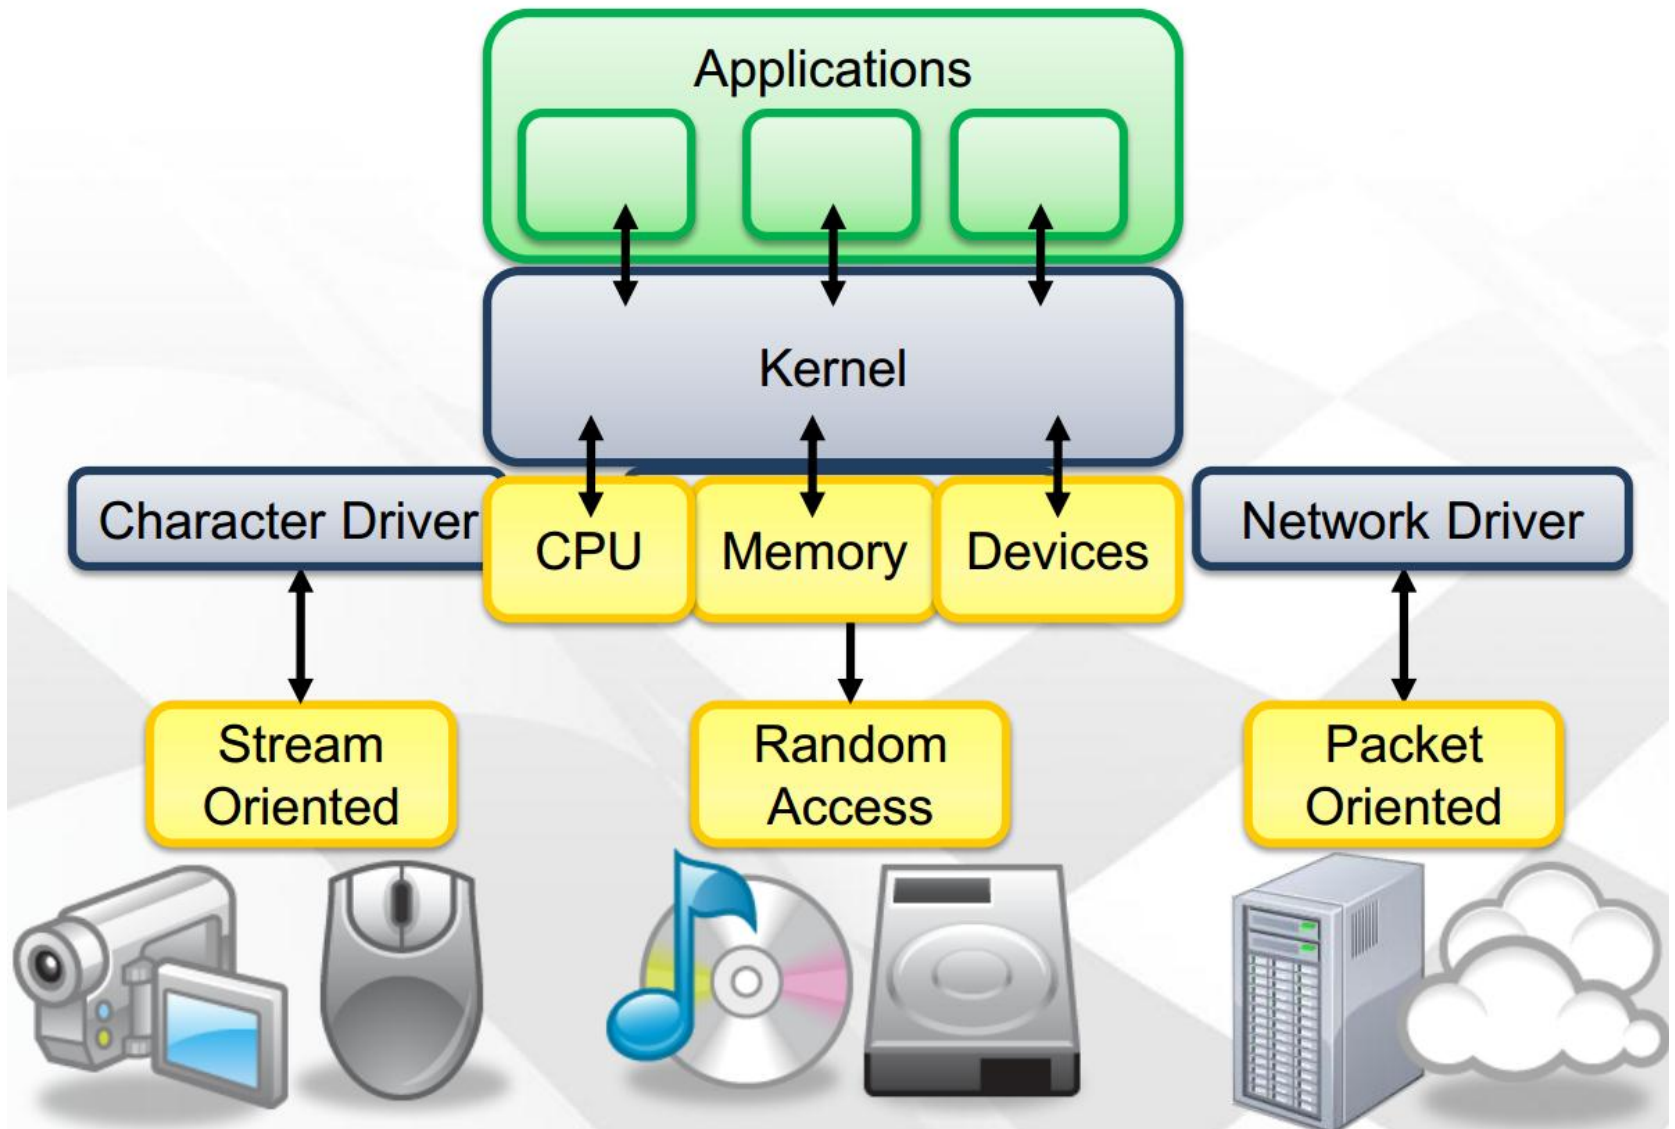 Applications
Kernel
Character Driver
CPU
Memory
Devices
Network Driver
Stream
Oriented
Random
Access
Packet
Oriented